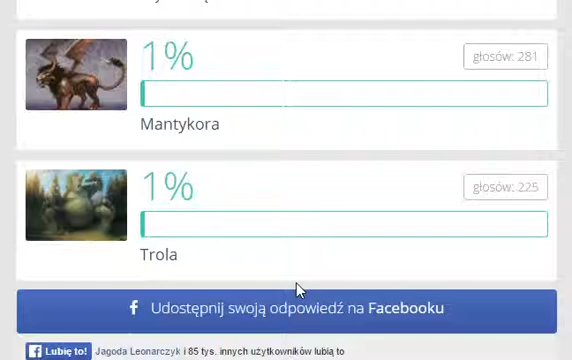 1%
głosów: 281
Mantykora
1%
głosów: 225
Trola
Udostępnij swoją odpowiedź na Facebooku
Lubię to! Jagoda Leonarczyk i 85 tys. innych użytkowników lubią to